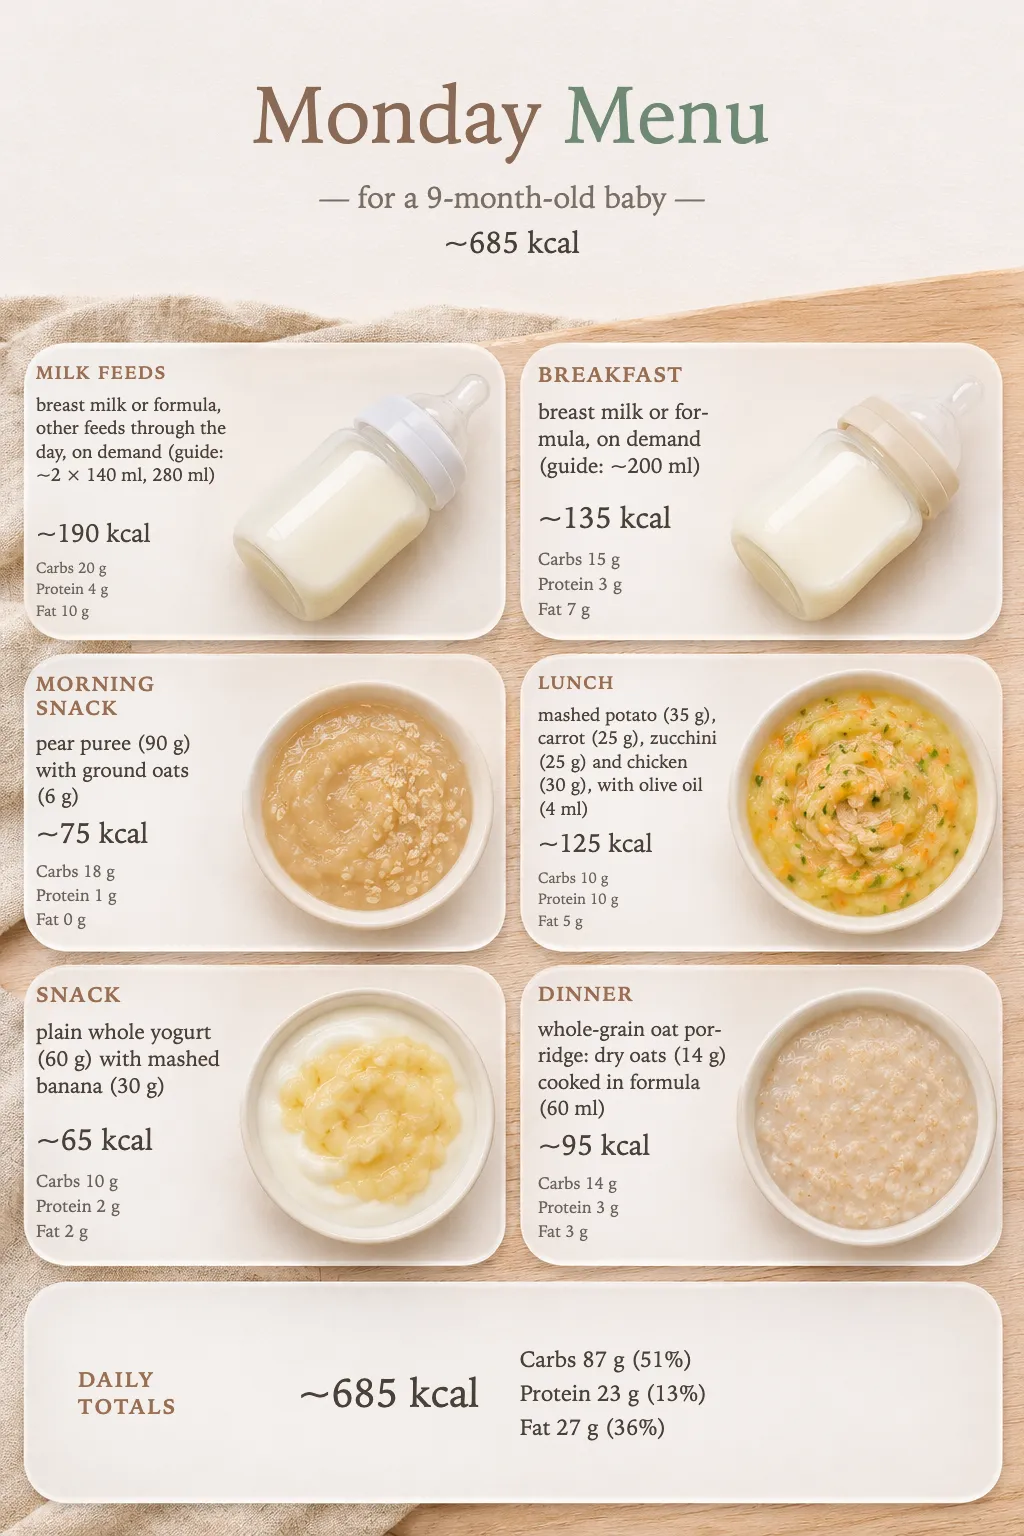 Monday Menu
— for a 9-month-old baby —
~685 kcal
MILK FEEDS
breast milk or formula,
other feeds through the
day, on demand (guide:
~2 × 140 ml, 280 ml)
~190 kcal
Carbs 20 g
Protein 4 g
Fat 10 g
BREAKFAST
breast milk or for-
mula, on demand
(guide: ~200 ml)
~135 kcal
Carbs 15 g
Protein 3 g
Fat 7 g
MORNING
SNACK
pear puree (90 g)
with ground oats
(6 g)
~75 kcal
Carbs 18 g
Protein 1 g
Fat 0 g
LUNCH
mashed potato (35 g),
carrot (25 g), zucchini
(25 g) and chicken
(30 g), with olive oil
(4 ml)
~125 kcal
Carbs 10 g
Protein 10 g
Fat 5 g
SNACK
plain whole yogurt
(60 g) with mashed
banana (30 g)
~65 kcal
Carbs 10 g
Protein 2 g
Fat 2 g
DINNER
whole-grain oat por-
ridge: dry oats (14 g)
cooked in formula
(60 ml)
~95 kcal
Carbs 14 g
Protein 3 g
Fat 3 g
DAILY
TOTALS
~685 kcal
Carbs 87 g (51%)
Protein 23 g (13%)
Fat 27 g (36%)